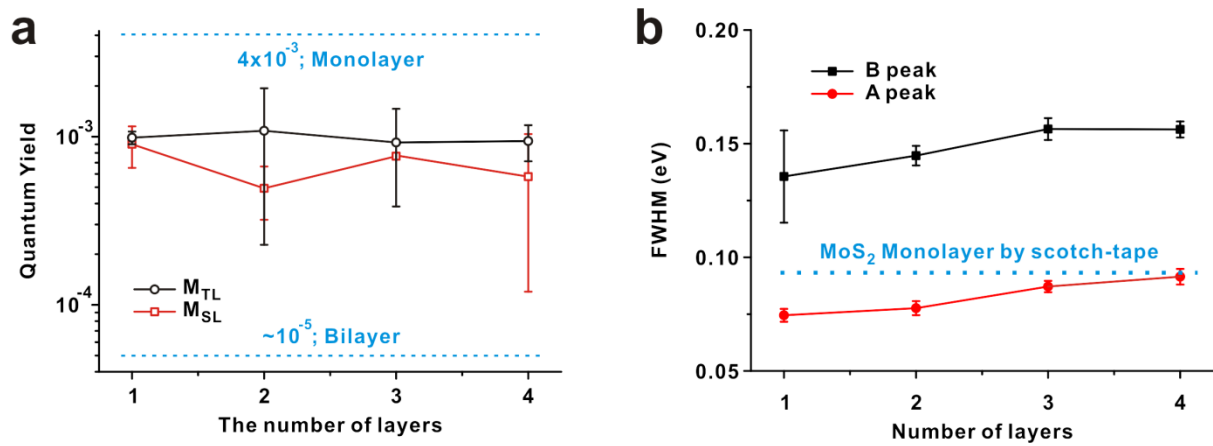 a
Quantum Yield
10⁻³
10⁻⁴
4x10⁻³; Monolayer
M_TL
M_SL
~10⁻⁵; Bilayer
1 2 3 4
The number of layers
b
FWHM (eV)
0.20
0.15
0.10
0.05
B peak
A peak
MoS₂ Monolayer by scotch-tape
1 2 3 4
Number of layers